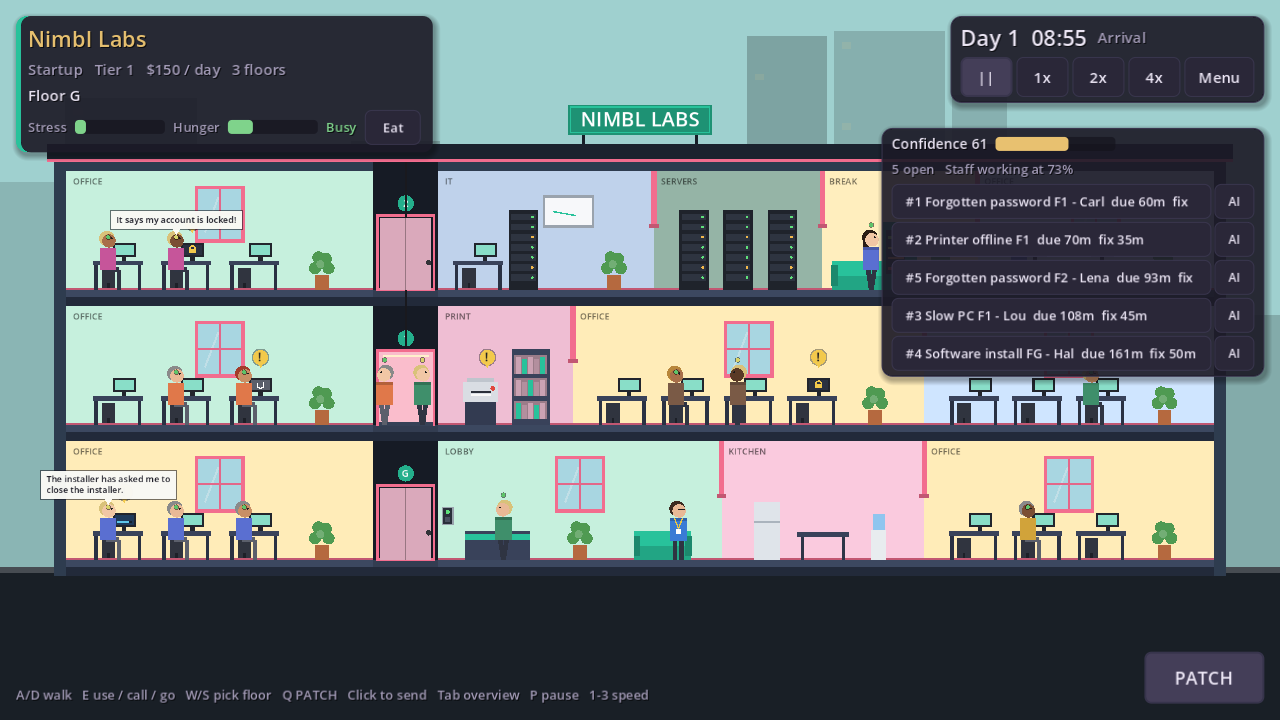 Nimbl Labs
Startup Tier 1 $150 / day 3 floors
Floor G
Stress Hunger Busy Eat
Day 1 08:55 Arrival
|| 1x 2x 4x Menu
NIMBL LABS
Confidence 61
5 open Staff working at 73%
#1 Forgotten password F1 - Carl due 60m fix AI
#2 Printer offline F1 due 70m fix 35m AI
#5 Forgotten password F2 - Lena due 93m fix AI
#3 Slow PC F1 - Lou due 108m fix 45m AI
#4 Software install FG - Hal due 161m fix 50m AI
OFFICE IT SERVERS BREAK
It says my account is locked!
OFFICE PRINT OFFICE
! ! !
OFFICE LOBBY KITCHEN OFFICE
G
The installer has asked me to
close the installer.
PATCH
A/D walk E use / call / go W/S pick floor Q PATCH Click to send Tab overview P pause 1-3 speed